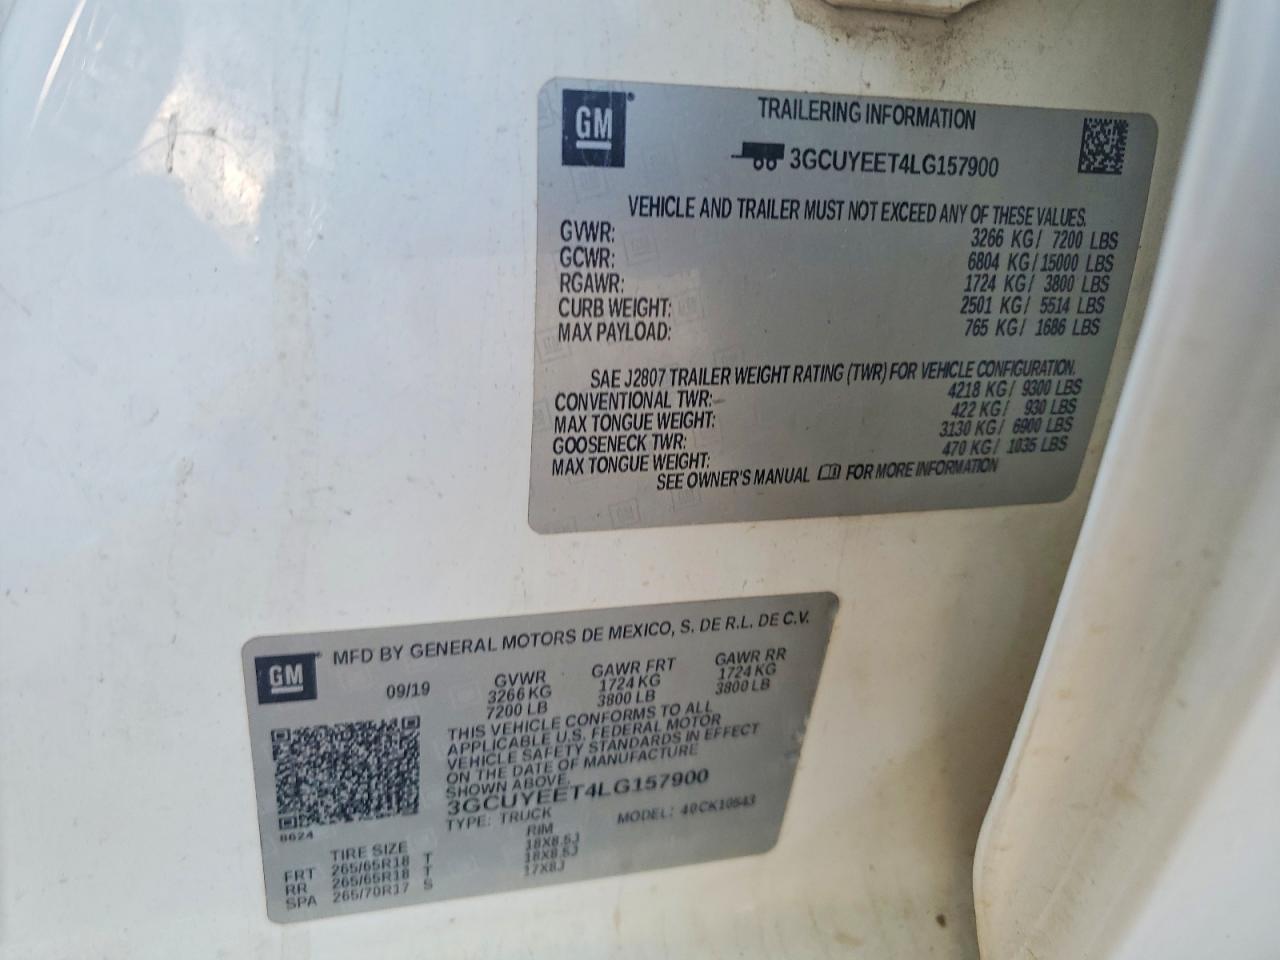 GM
TRAILERING INFORMATION
3GCUYEET4LG157900
VEHICLE AND TRAILER MUST NOT EXCEED ANY OF THESE VALUES.
GVWR: 3266 KG/ 7200 LBS
GCWR: 6804 KG/15000 LBS
RGAWR: 1724 KG/ 3800 LBS
CURB WEIGHT: 2501 KG/ 5514 LBS
MAX PAYLOAD: 765 KG/ 1686 LBS
SAE J2807 TRAILER WEIGHT RATING (TWR) FOR VEHICLE CONFIGURATION.
CONVENTIONAL TWR: 4218 KG/ 9300 LBS
MAX TONGUE WEIGHT: 422 KG/ 930 LBS
GOOSENECK TWR: 3130 KG/ 6900 LBS
MAX TONGUE WEIGHT: 470 KG/ 1035 LBS
SEE OWNER'S MANUAL FOR MORE INFORMATION
GM
MFD BY GENERAL MOTORS DE MEXICO, S. DE R.L. DE C.V.
09/19 GVWR GAWR FRT GAWR RR
3266 KG 1724 KG 1724 KG
7200 LB 3800 LB 3800 LB
THIS VEHICLE CONFORMS TO ALL
APPLICABLE U.S. FEDERAL MOTOR
VEHICLE SAFETY STANDARDS IN EFFECT
ON THE DATE OF MANUFACTURE
SHOWN ABOVE.
3GCUYEET4LG157900
TYPE: TRUCK MODEL: 40CK10543
8624
TIRE SIZE RIM
FRT 265/65R18 T 18X8.5J
RR 265/65R18 T 18X8.5J
SPA 265/70R17 S 17X8J